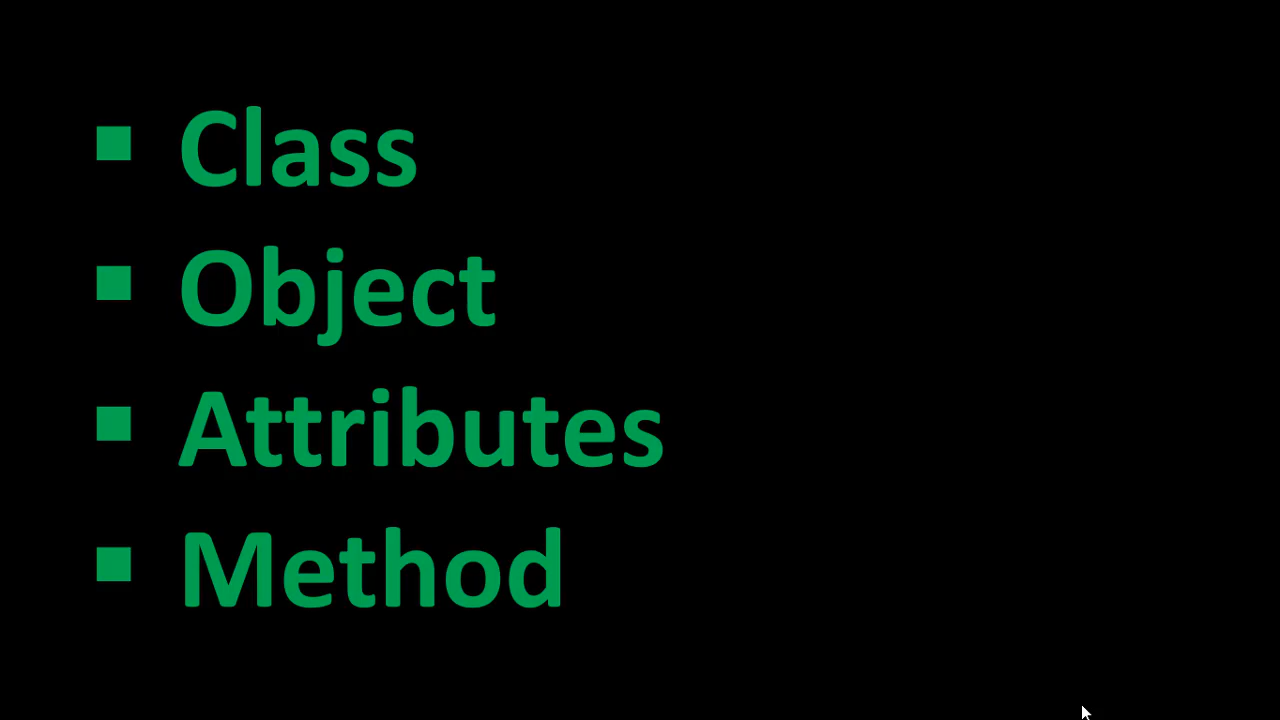 ▪ Class
▪ Object
▪ Attributes
▪ Method